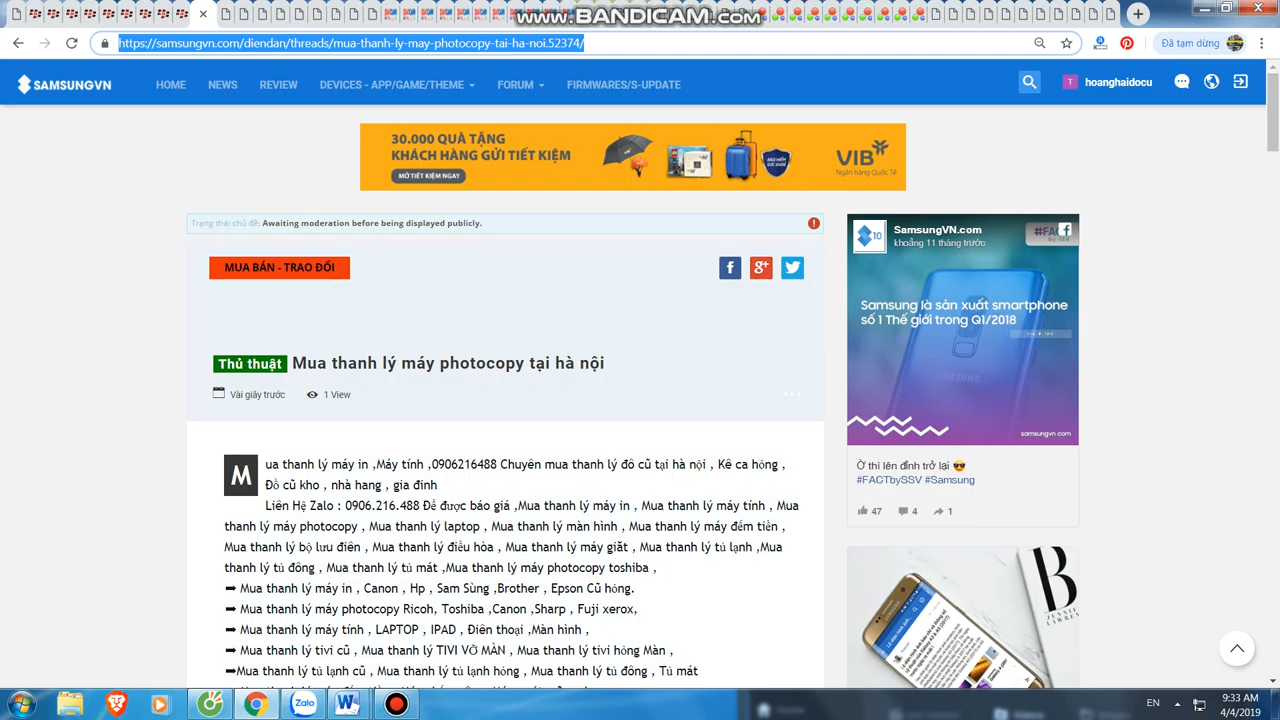 WWW.BANDICAM.COM
https://samsungvn.com/diendan/threads/mua-thanh-ly-may-photocopy-tai-ha-noi.52374/
Đã tạm dừng
SAMSUNGVN
HOME
NEWS
REVIEW
DEVICES - APP/GAME/THEME
FORUM
FIRMWARES/S-UPDATE
T
hoanghaidocu
30.000 QUÀ TẶNG
KHÁCH HÀNG GỬI TIẾT KIỆM
MỞ TIẾT KIỆM NGAY
VIB
Ngân hàng Quốc Tế
Trạng thái chủ đề: Awaiting moderation before being displayed publicly.
MUA BÁN - TRAO ĐỔI
Thủ thuật Mua thanh lý máy photocopy tại hà nội
Vài giây trước
1 View
Mua thanh lý máy in ,Máy tính ,0906216488 Chuyên mua thanh lý đồ cũ tại hà nội , Kê ca hỏng ,
Đồ cũ kho , nhà hang , gia đinh
Liên Hệ Zalo : 0906.216.488 Để được báo giá ,Mua thanh lý máy in , Mua thanh lý máy tính , Mua
thanh lý máy photocopy , Mua thanh lý laptop , Mua thanh lý màn hình , Mua thanh lý máy đếm tiền ,
Mua thanh lý bộ lưu điên , Mua thanh lý điều hòa , Mua thanh lý máy giăt , Mua thanh lý tủ lạnh ,Mua
thanh lý tủ đông , Mua thanh lý tủ mát ,Mua thanh lý máy photocopy toshiba ,
➡ Mua thanh lý máy in , Canon , Hp , Sam Sùng ,Brother , Epson Cũ hỏng.
➡ Mua thanh lý máy photocopy Ricoh, Toshiba ,Canon ,Sharp , Fuji xerox,
➡ Mua thanh lý máy tính , LAPTOP , IPAD , Điên thoại ,Màn hình ,
➡ Mua thanh lý tivi cũ , Mua thanh lý TIVI VỠ MÀN , Mua thanh lý tivi hỏng Màn ,
➡Mua thanh lý tủ lạnh cũ , Mua thanh lý tủ lạnh hỏng , Mua thanh lý tủ đông , Tủ mát
10
SamsungVN.com
khoảng 11 tháng trước
Samsung là sản xuất smartphone
số 1 Thế giới trong Q1/2018
samsungvn.com
Ờ thì lên đỉnh trở lại 😎
#FACTbySSV #Samsung
47
4
1
Zalo
EN
9:33 AM
4/4/2019